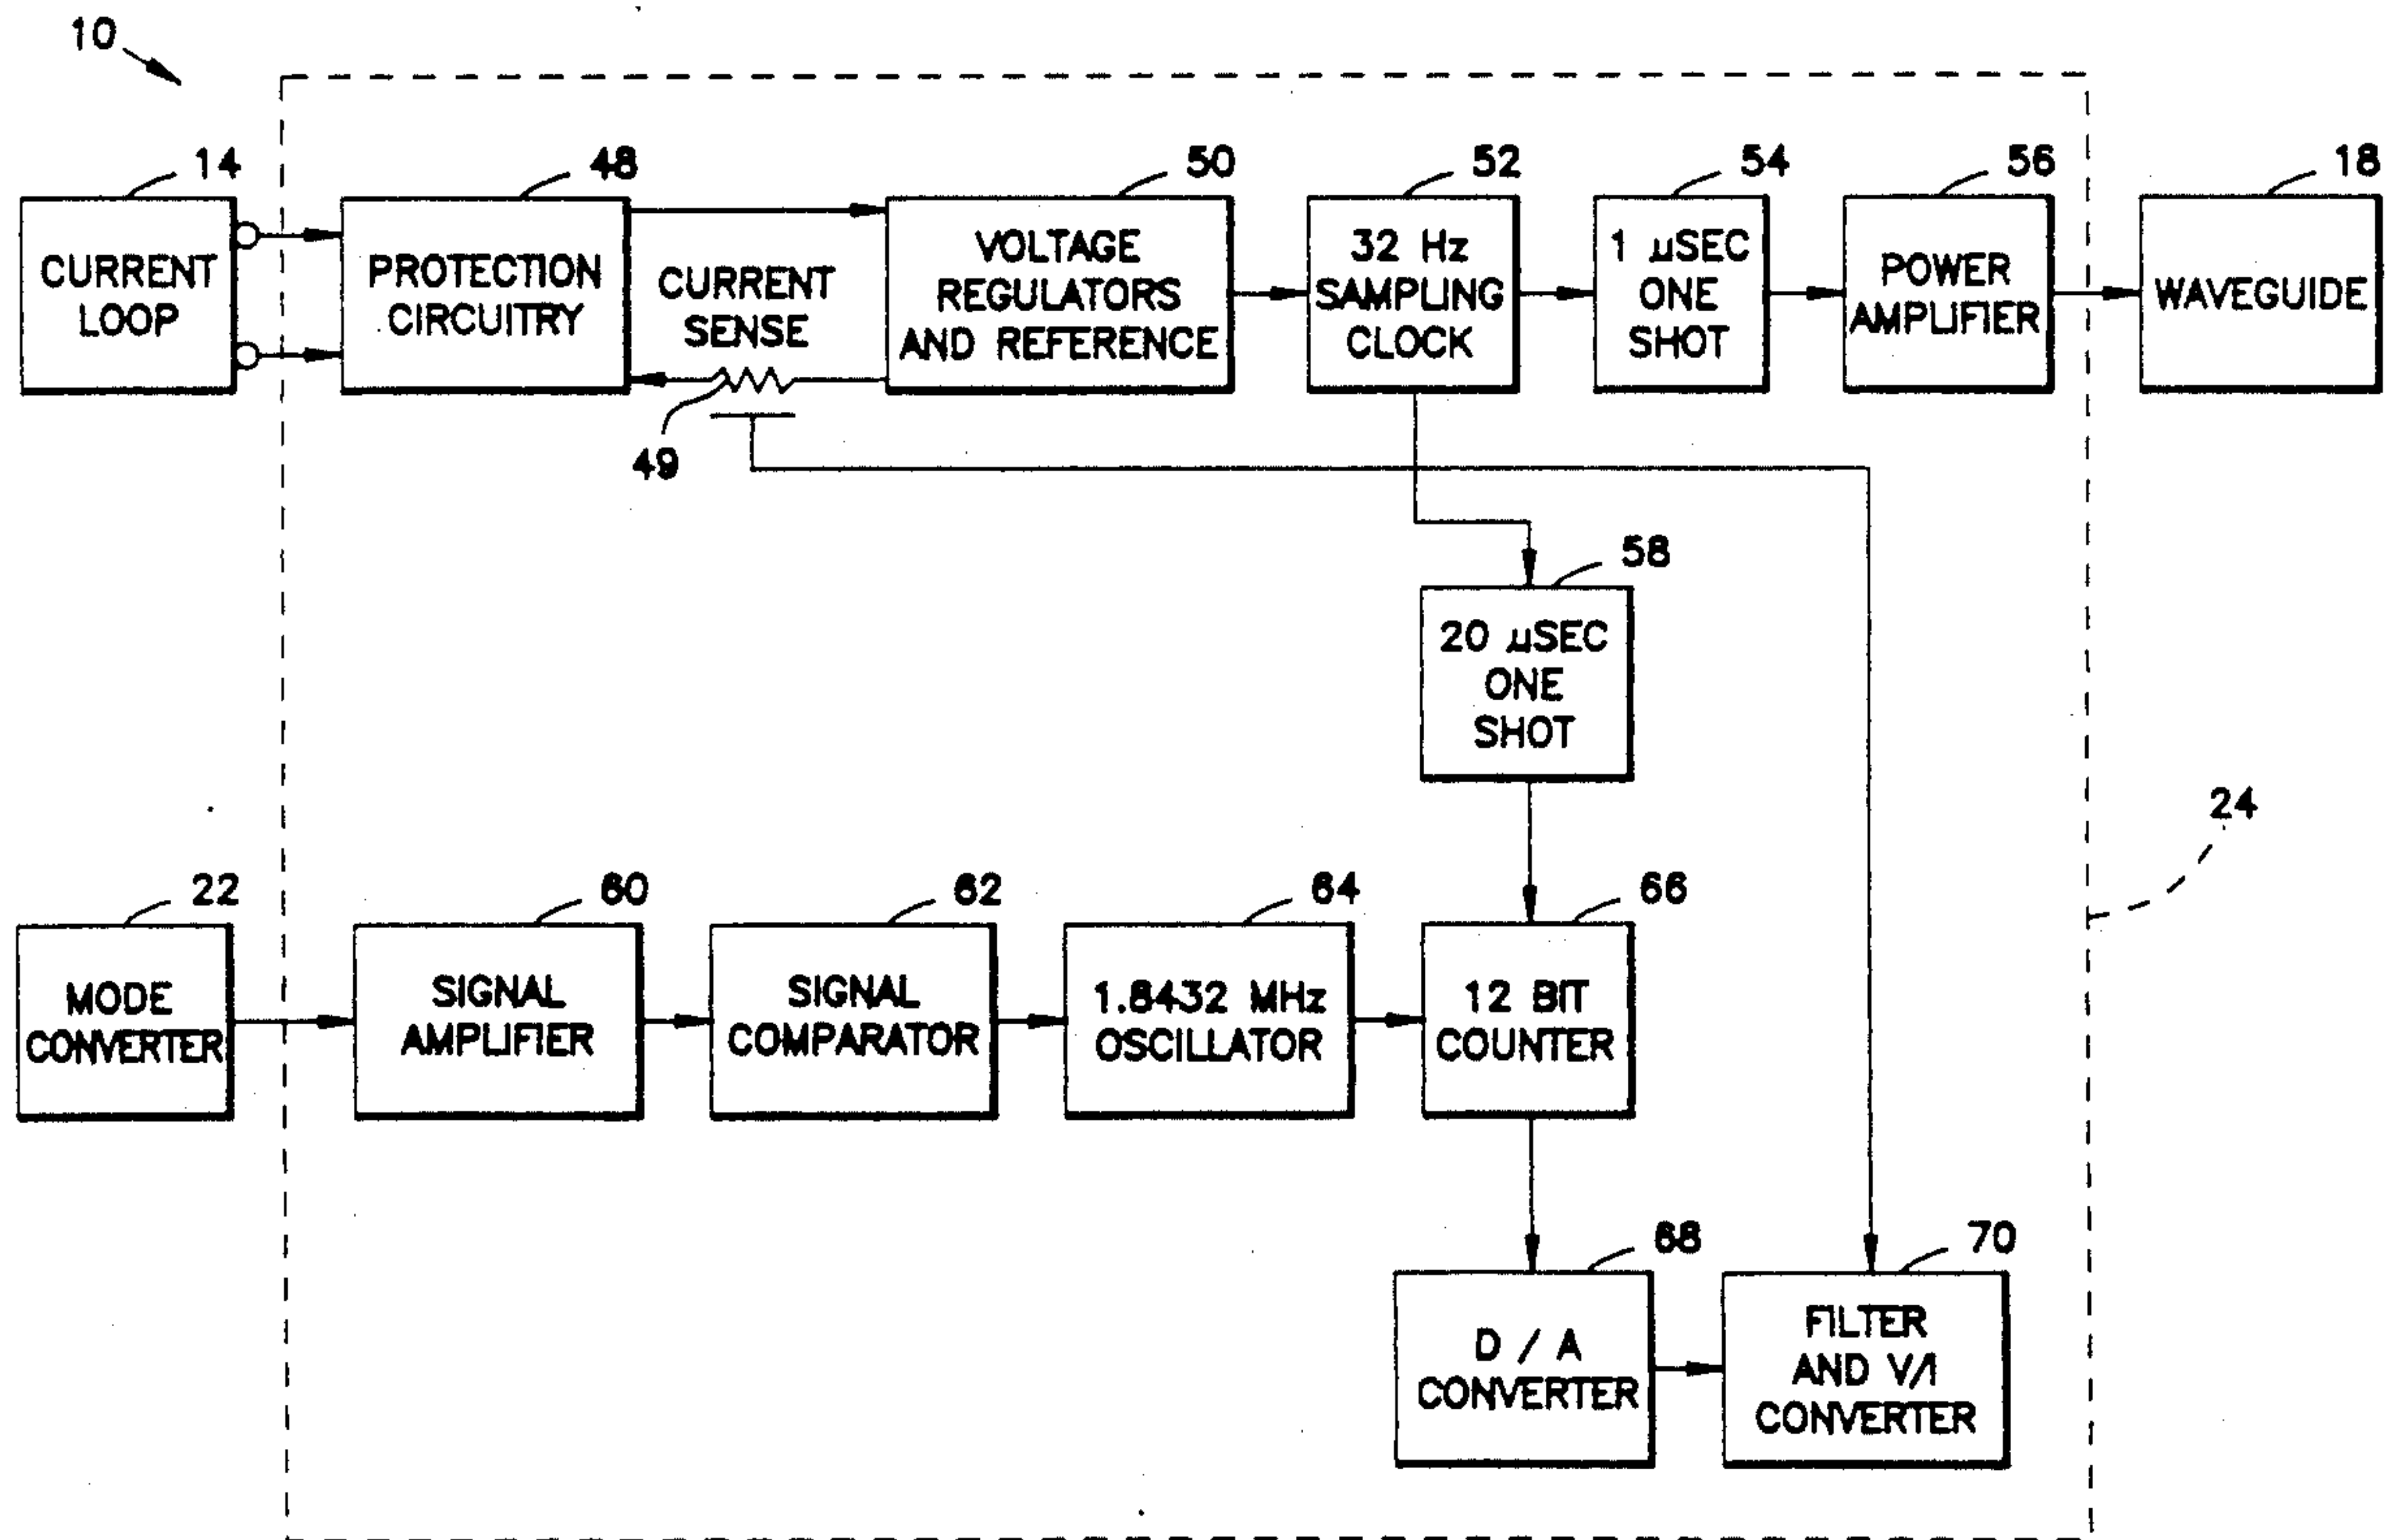 10
14
48
50
52
54
56
18
CURRENT
LOOP
PROTECTION
CIRCUITRY
CURRENT
SENSE
VOLTAGE
REGULATORS
AND REFERENCE
32 Hz
SAMPLING
CLOCK
1 µSEC
ONE
SHOT
POWER
AMPLIFIER
WAVEGUIDE
49
58
20 µSEC
ONE
SHOT
24
22
60
62
64
66
MODE
CONVERTER
SIGNAL
AMPLIFIER
SIGNAL
COMPARATOR
1.8432 MHz
OSCILLATOR
12 BIT
COUNTER
68
70
D / A
CONVERTER
FILTER
AND V/I
CONVERTER